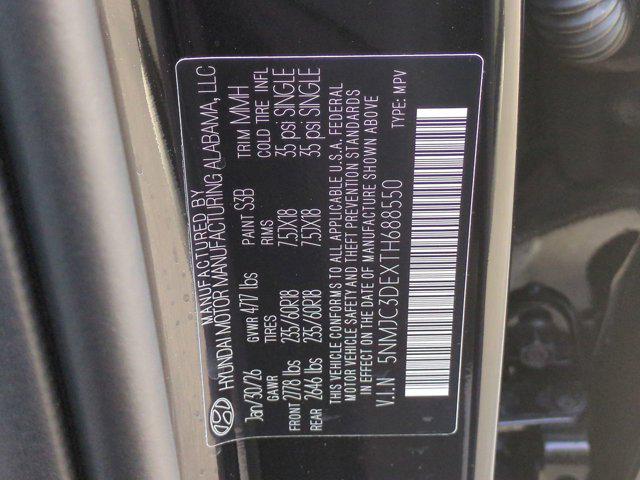 MANUFACTURED BY
HYUNDAI MOTOR MANUFACTURING ALABAMA, LLC
Jan/30/26 GVWR 4717 lbs PAINT S3B TRIM MMH
GAWR TIRES RIMS COLD TIRE INFL
FRONT 2778 lbs 235/60R18 7.5JX18 35 psi SINGLE
REAR 2646 lbs 235/60R18 7.5JX18 35 psi SINGLE
THIS VEHICLE CONFORMS TO ALL APPLICABLE U.S.A. FEDERAL
MOTOR VEHICLE SAFETY AND THEFT PREVENTION STANDARDS
IN EFFECT ON THE DATE OF MANUFACTURE SHOWN ABOVE
TYPE: MPV
V.I.N 5NMJC3DEXTH688550